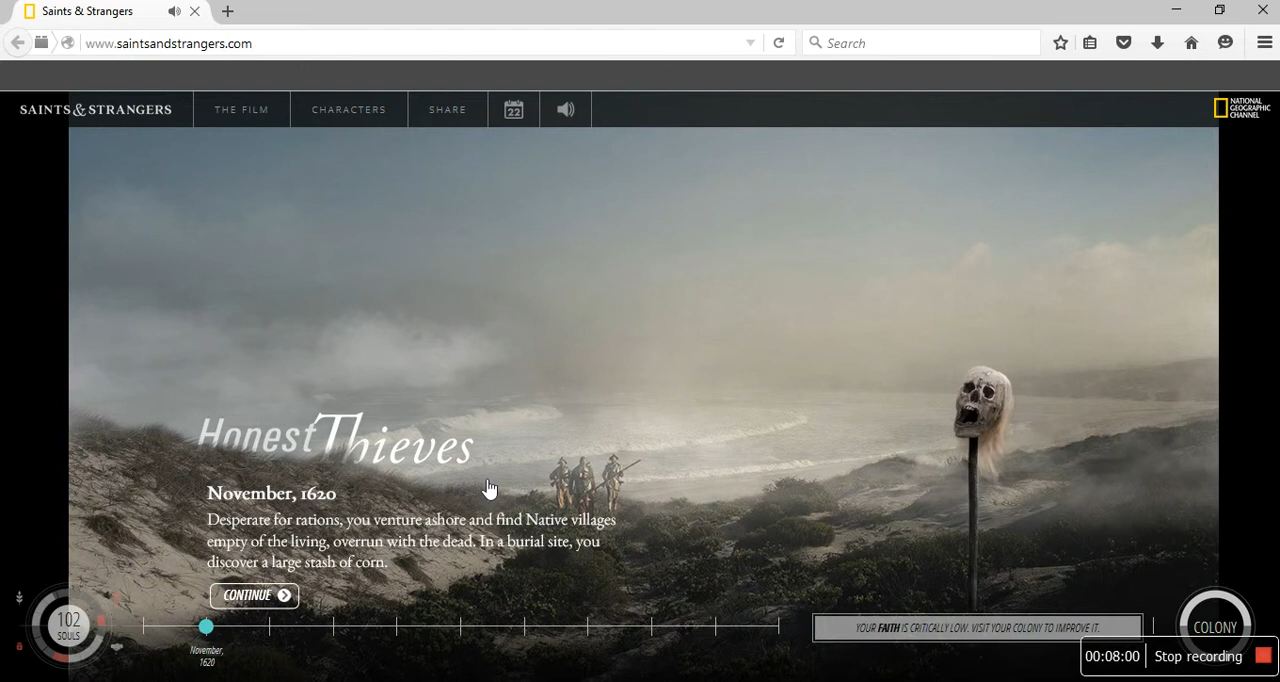 Saints & Strangers
www.saintsandstrangers.com
Search
SAINTS & STRANGERS
THE FILM
CHARACTERS
SHARE
22
NATIONAL
GEOGRAPHIC
CHANNEL
Honest Thieves
November, 1620
Desperate for rations, you venture ashore and find Native villages
empty of the living, overrun with the dead. In a burial site, you
discover a large stash of corn.
CONTINUE
102
SOULS
November,
1620
YOUR FAITH IS CRITICALLY LOW. VISIT YOUR COLONY TO IMPROVE IT.
COLONY
00:08:00
Stop recording